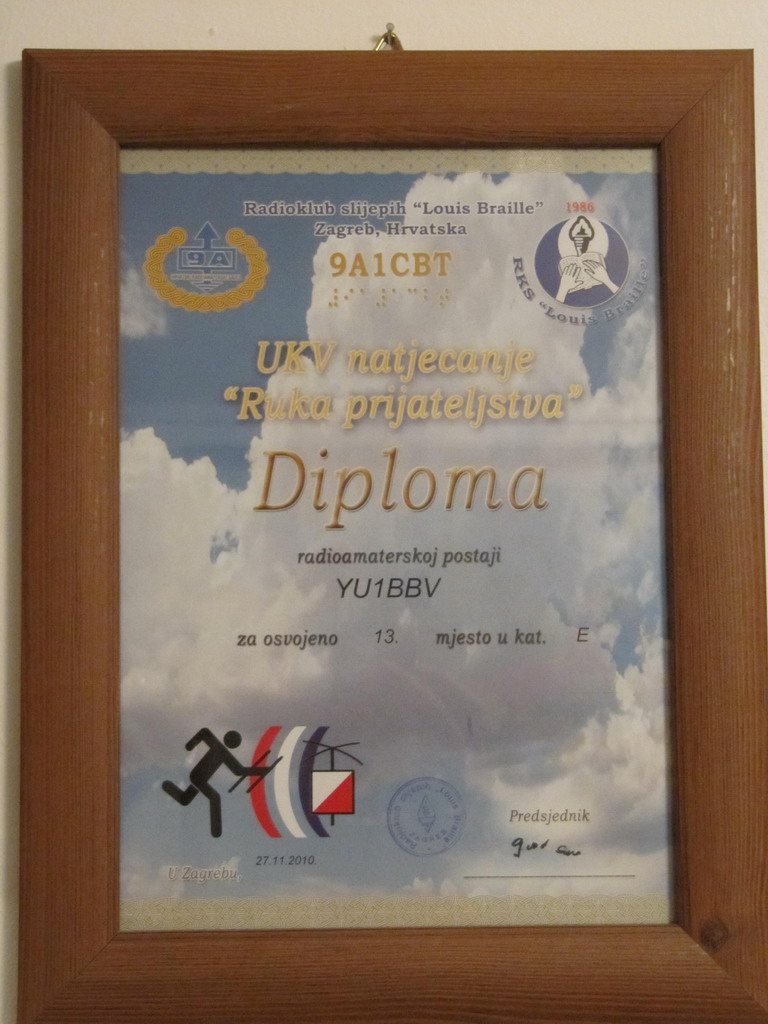 Radioklub slijepih “Louis Braille”
Zagreb, Hrvatska
9A1CBT
9A
1986
RKS “Louis Braille”
UKV natjecanje
“Ruka prijateljstva”
Diploma
radioamaterskoj postaji
YU1BBV
za osvojeno 13. mjesto u kat. E
Predsjednik
27.11.2010.
U Zagrebu,